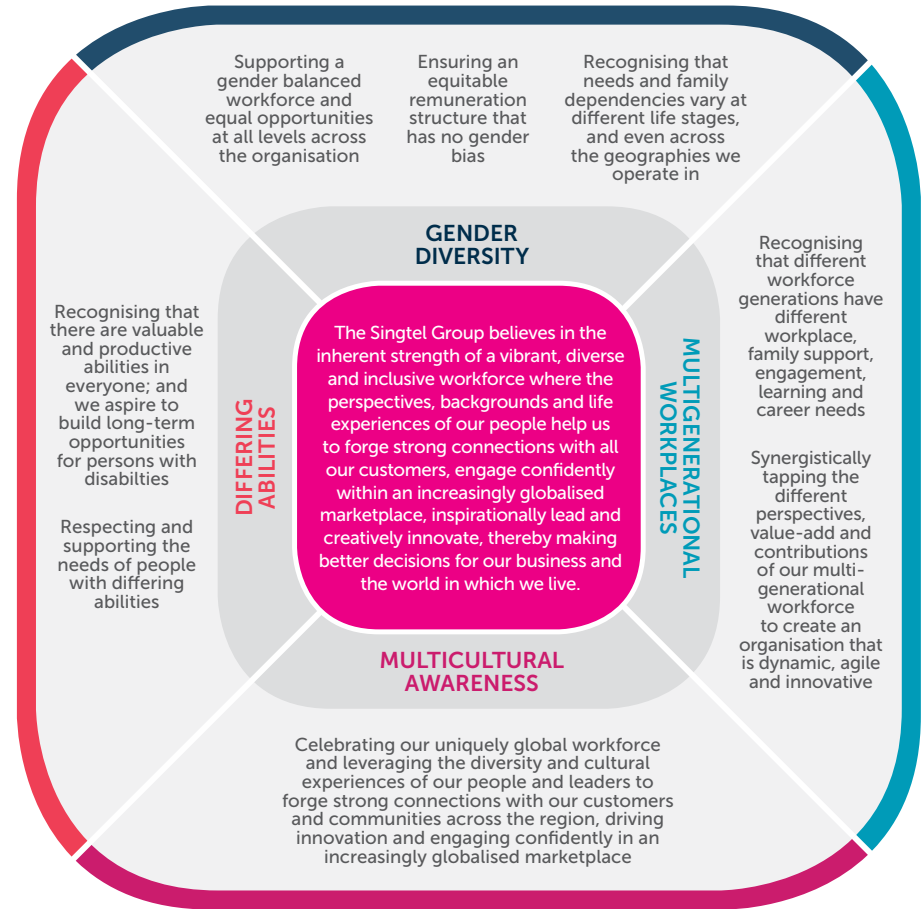 Supporting a
gender balanced
workforce and
equal opportunities
at all levels across
the organisation
Ensuring an
equitable
remuneration
structure that
has no gender
bias
Recognising that
needs and family
dependencies vary at
different life stages,
and even across
the geographies we
operate in
GENDER
DIVERSITY
Recognising that
there are valuable
and productive
abilities in
everyone; and
we aspire to
build long-term
opportunities
for persons with
disabilties
Respecting and
supporting the
needs of people
with differing
abilities
DIFFERING
ABILITIES
The Singtel Group believes in the
inherent strength of a vibrant, diverse
and inclusive workforce where the
perspectives, backgrounds and life
experiences of our people help us
to forge strong connections with all
our customers, engage confidently
within an increasingly globalised
marketplace, inspirationally lead and
creatively innovate, thereby making
better decisions for our business and
the world in which we live.
MULTIGENERATIONAL
WORKPLACES
Recognising
that different
workforce
generations have
different
workplace,
family support,
engagement,
learning and
career needs
Synergistically
tapping the
different
perspectives,
value-add and
contributions
of our multi-
generational
workforce
to create an
organisation that
is dynamic, agile
and innovative
MULTICULTURAL
AWARENESS
Celebrating our uniquely global workforce
and leveraging the diversity and cultural
experiences of our people and leaders to
forge strong connections with our customers
and communities across the region, driving
innovation and engaging confidently in an
increasingly globalised marketplace